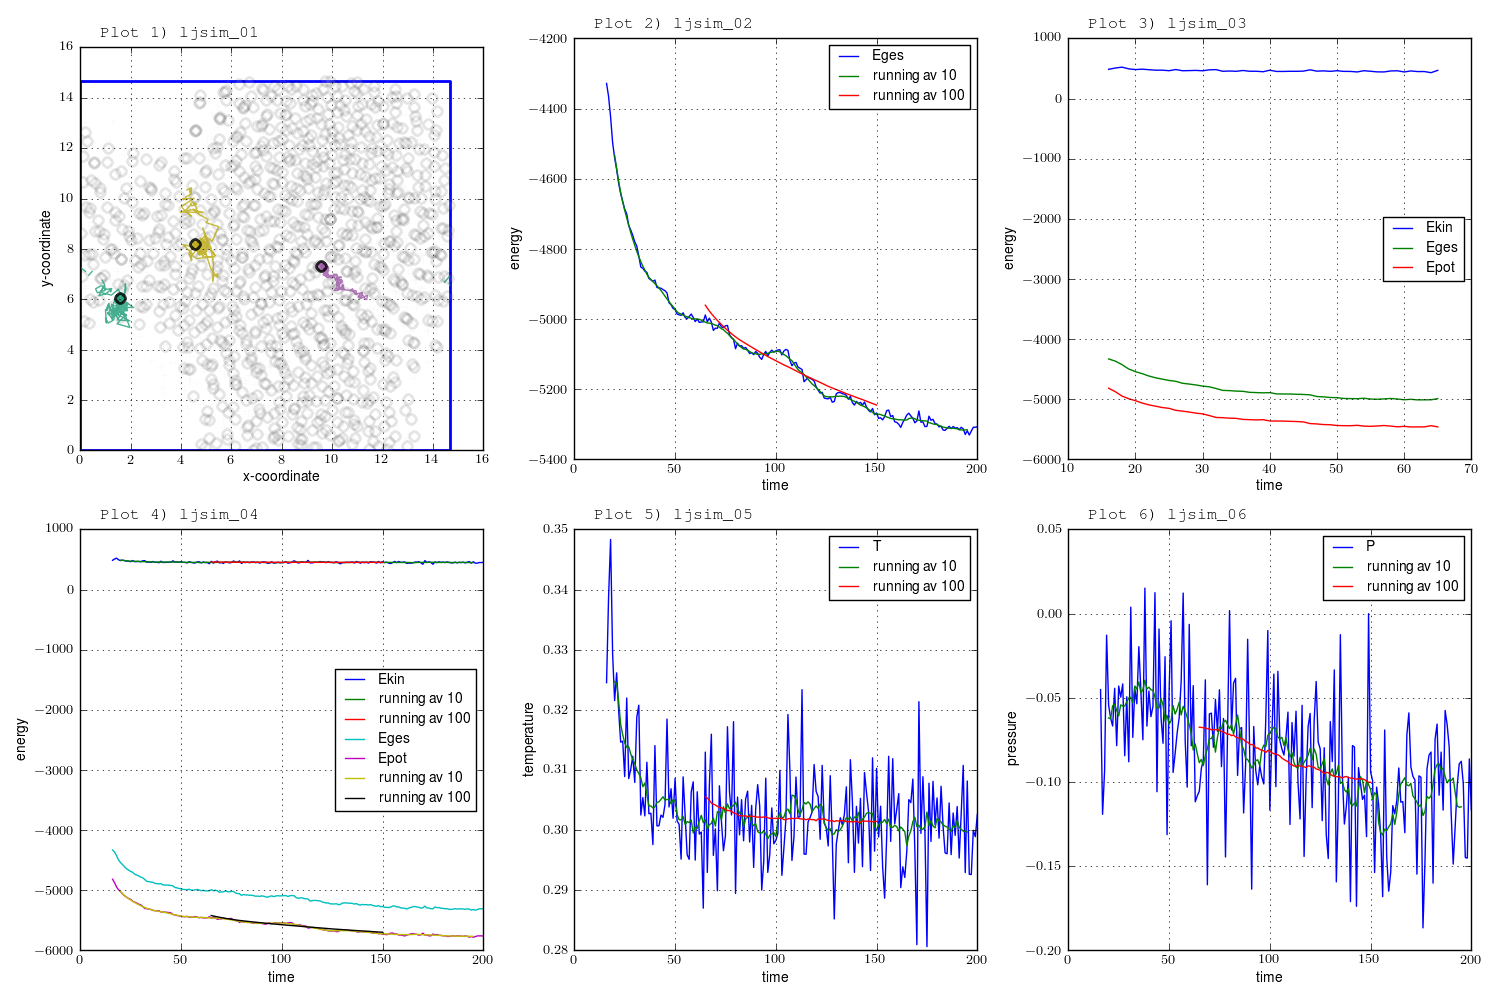 Plot 1) ljsim_01
16
14
12
10
8
6
4
2
0
y-coordinate
0 2 4 6 8 10 12 14 16
x-coordinate
Plot 2) ljsim_02
−4200
−4400
−4600
−4800
−5000
−5200
−5400
energy
Eges
running av 10
running av 100
0 50 100 150 200
time
Plot 3) ljsim_03
1000
0
−1000
−2000
−3000
−4000
−5000
−6000
energy
Ekin
Eges
Epot
10 20 30 40 50 60 70
time
Plot 4) ljsim_04
1000
0
−1000
−2000
−3000
−4000
−5000
−6000
energy
Ekin
running av 10
running av 100
Eges
Epot
running av 10
running av 100
0 50 100 150 200
time
Plot 5) ljsim_05
0.35
0.34
0.33
0.32
0.31
0.30
0.29
0.28
temperature
T
running av 10
running av 100
0 50 100 150 200
time
Plot 6) ljsim_06
0.05
0.00
−0.05
−0.10
−0.15
−0.20
pressure
P
running av 10
running av 100
0 50 100 150 200
time